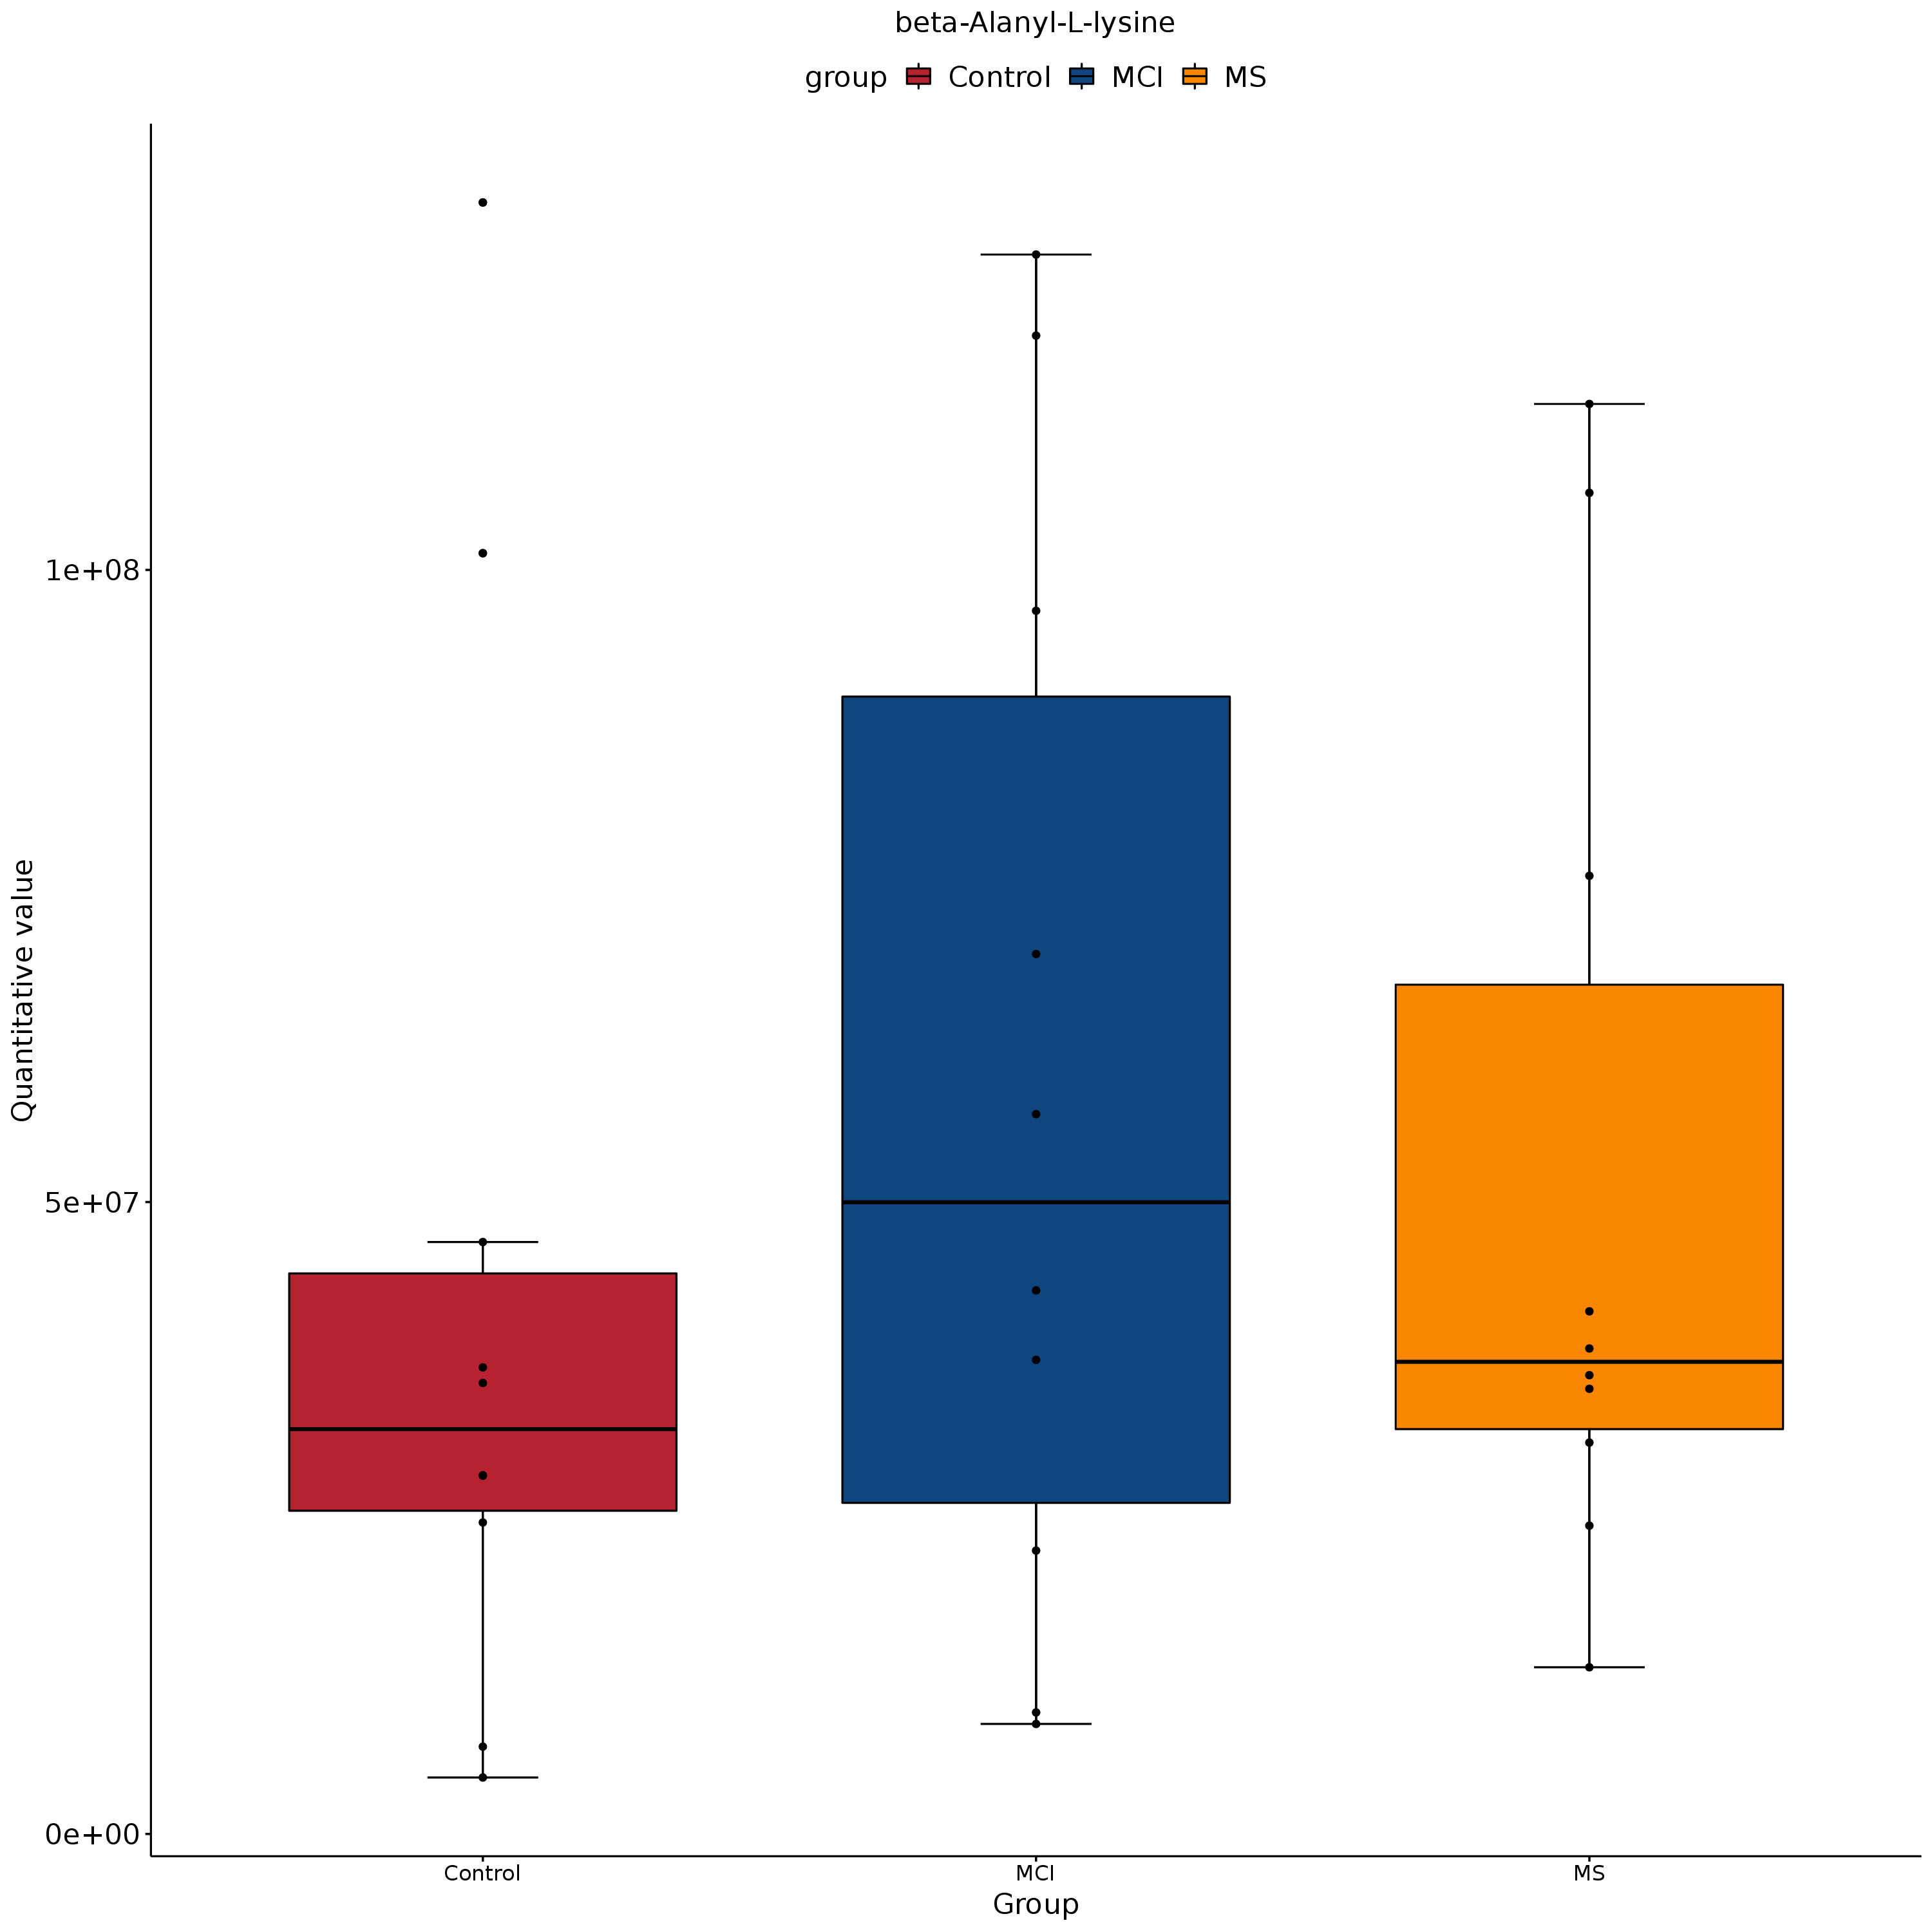 beta-Alanyl-L-lysine
group Control MCI MS
1e+08
5e+07
0e+00
Quantitative value
Control MCI MS
Group